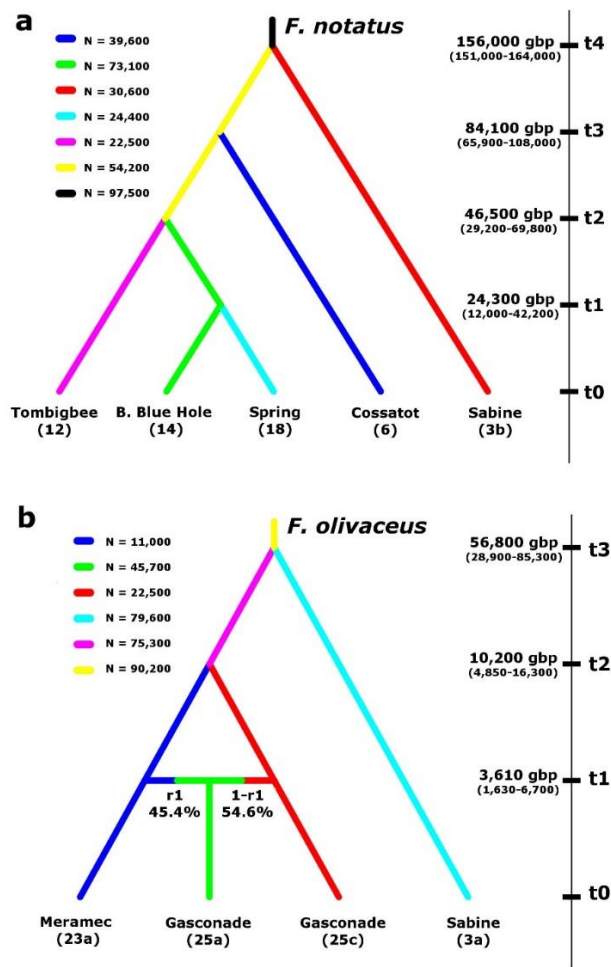 a
F. notatus
N = 39,600
N = 73,100
N = 30,600
N = 24,400
N = 22,500
N = 54,200
N = 97,500
156,000 gbp
(151,000-164,000)
t4
84,100 gbp
(65,900-108,000)
t3
46,500 gbp
(29,200-69,800)
t2
24,300 gbp
(12,000-42,200)
t1
t0
Tombigbee
(12)
B. Blue Hole
(14)
Spring
(18)
Cossatot
(6)
Sabine
(3b)
b
F. olivaceus
N = 11,000
N = 45,700
N = 22,500
N = 79,600
N = 75,300
N = 90,200
56,800 gbp
(28,900-85,300)
t3
10,200 gbp
(4,850-16,300)
t2
3,610 gbp
(1,630-6,700)
t1
r1
45.4%
1-r1
54.6%
t0
Meramec
(23a)
Gasconade
(25a)
Gasconade
(25c)
Sabine
(3a)